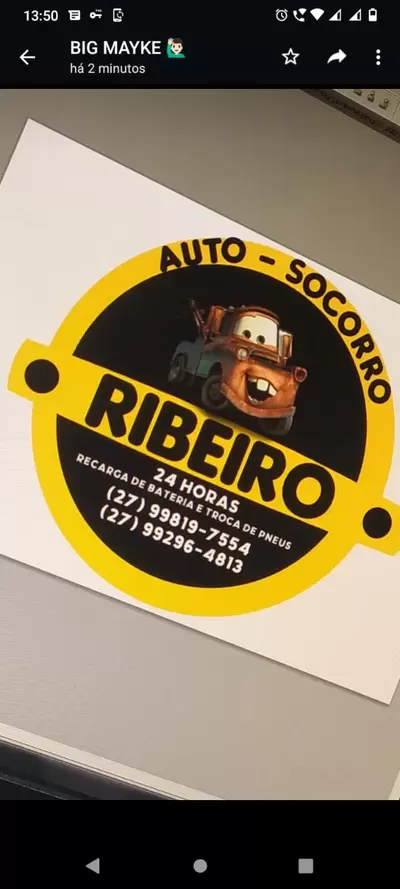 13:50
BIG MAYKE
há 2 minutos
AUTO - SOCORRO
RIBEIRO
24 HORAS
RECARGA DE BATERIA E TROCA DE PNEUS
(27) 99819-7554
(27) 99296-4813